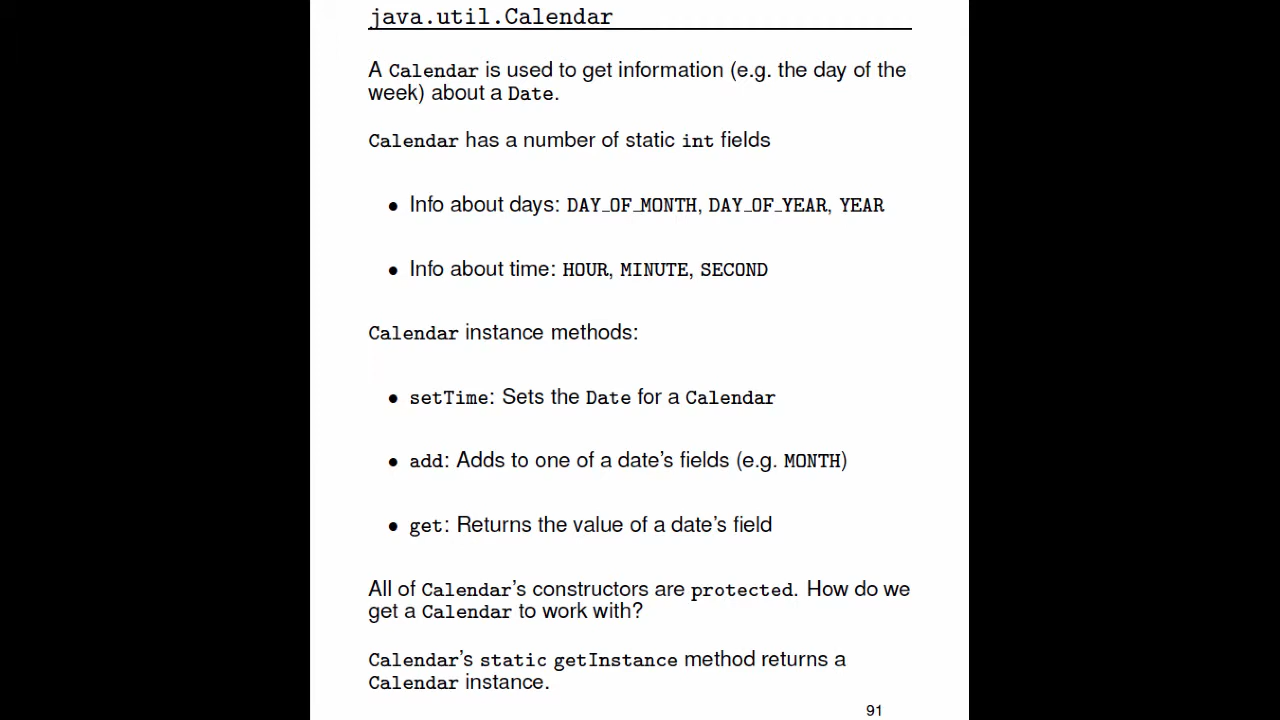 java.util.Calendar
A Calendar is used to get information (e.g. the day of the
week) about a Date.
Calendar has a number of static int fields
• Info about days: DAY_OF_MONTH, DAY_OF_YEAR, YEAR
• Info about time: HOUR, MINUTE, SECOND
Calendar instance methods:
• setTime: Sets the Date for a Calendar
• add: Adds to one of a date's fields (e.g. MONTH)
• get: Returns the value of a date's field
All of Calendar's constructors are protected. How do we
get a Calendar to work with?
Calendar's static getInstance method returns a
Calendar instance.
91